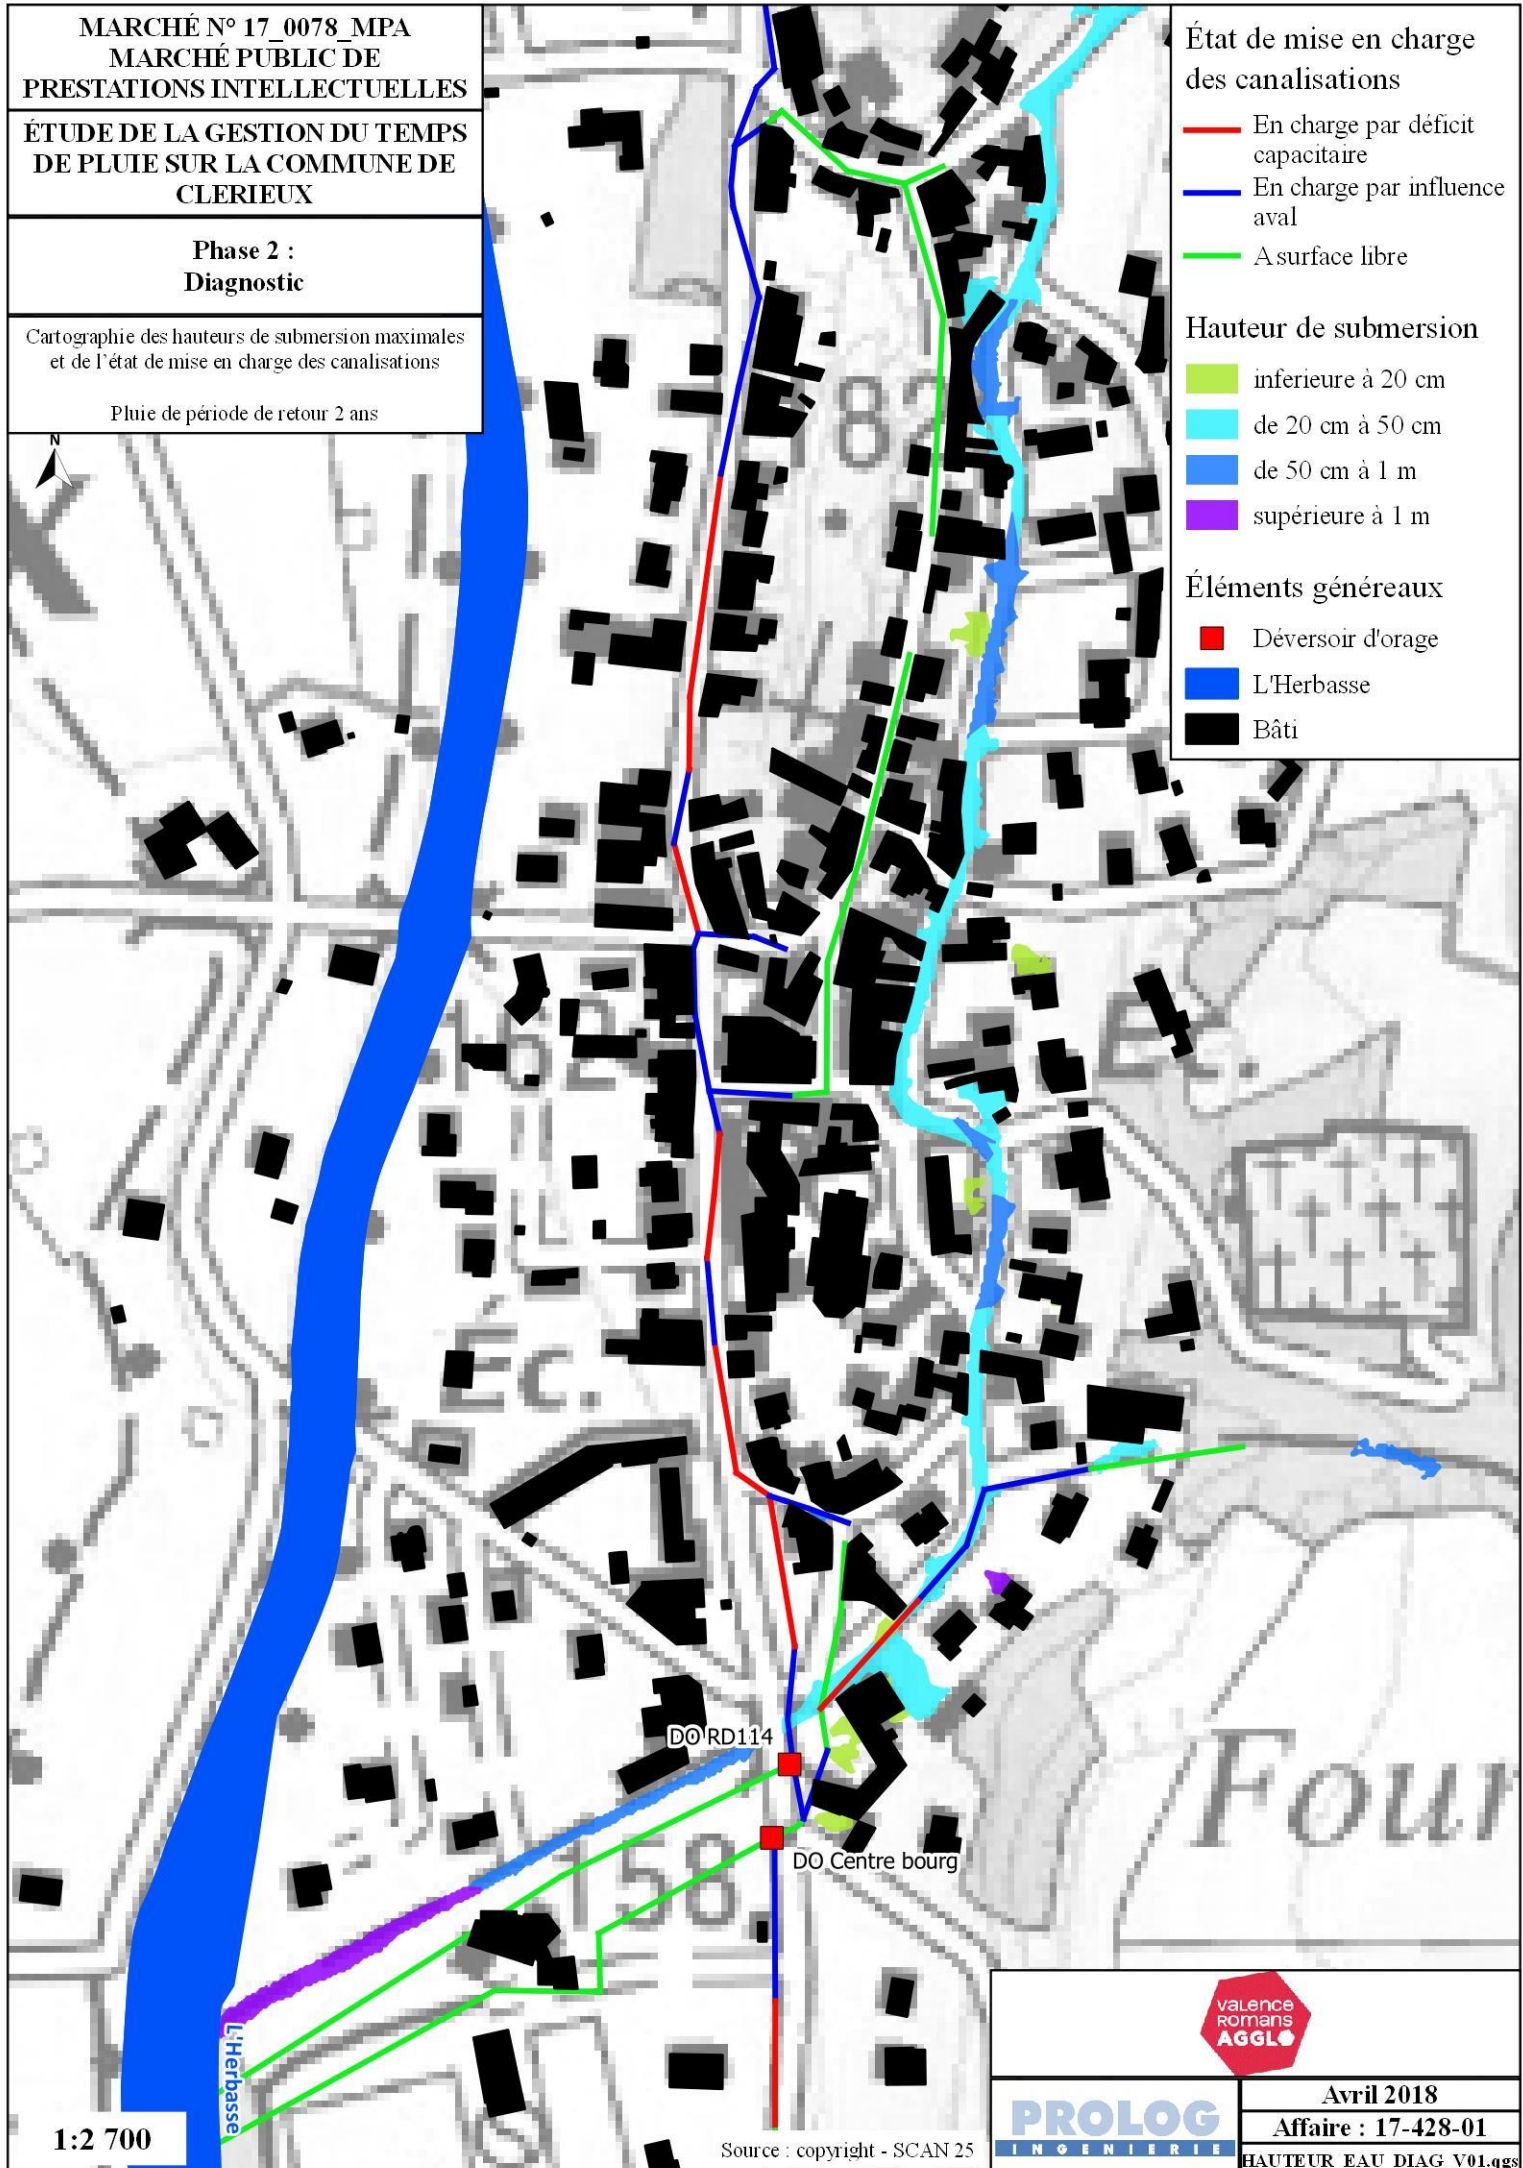 MARCHÉ N° 17_0078_MPA
MARCHÉ PUBLIC DE
PRESTATIONS INTELLECTUELLES
ÉTUDE DE LA GESTION DU TEMPS
DE PLUIE SUR LA COMMUNE DE
CLERIEUX
Phase 2 :
Diagnostic
Cartographie des hauteurs de submersion maximales
et de l'état de mise en charge des canalisations
Pluie de période de retour 2 ans
N
État de mise en charge
des canalisations
En charge par déficit
capacitaire
En charge par influence
aval
A surface libre
Hauteur de submersion
inferieure à 20 cm
de 20 cm à 50 cm
de 50 cm à 1 m
supérieure à 1 m
Éléments généreaux
Déversoir d'orage
L'Herbasse
Bâti
DO RD114
DO Centre bourg
158
Four
L'Herbasse
1:2 700
Source : copyright - SCAN 25
valence
romans
AGGLO
PROLOG
INGENIERIE
Avril 2018
Affaire : 17-428-01
HAUTEUR_EAU_DIAG_V01.qgs